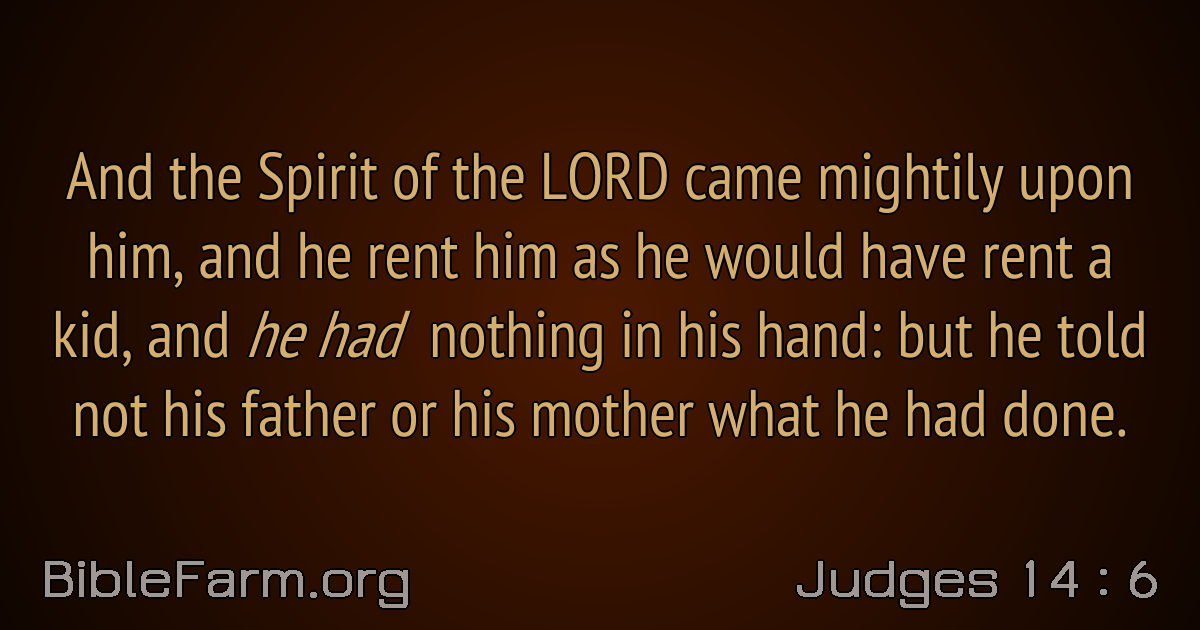 And the Spirit of the LORD came mightily upon
him, and he rent him as he would have rent a
kid, and he had nothing in his hand: but he told
not his father or his mother what he had done.
BibleFarm.org
Judges 14 : 6